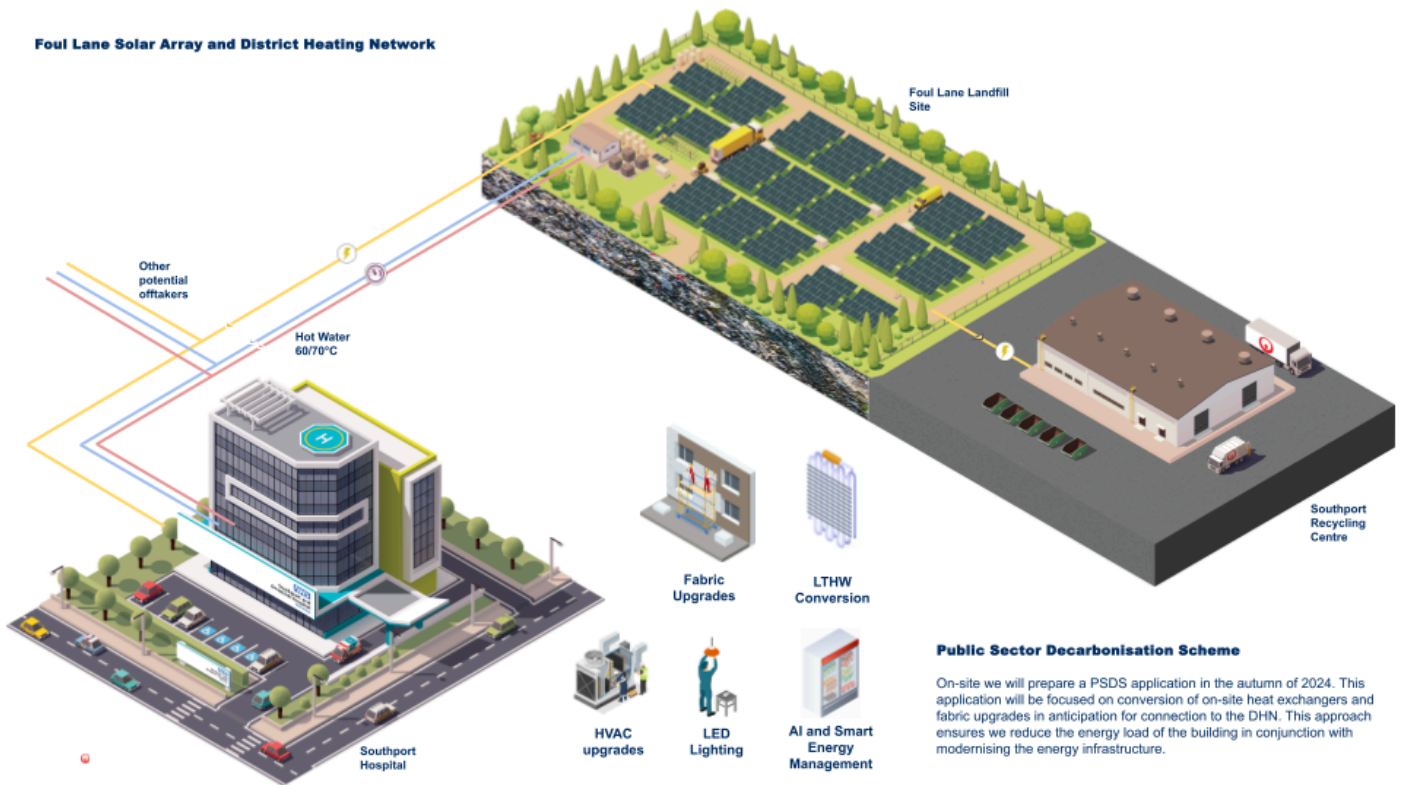 Foul Lane Solar Array and District Heating Network
Foul Lane Landfill
Site
Other
potential
offtakers
Hot Water
60/70°C
H
Fabric
Upgrades
LTHW
Conversion
Southport
Recycling
Centre
HVAC
upgrades
LED
Lighting
AI and Smart
Energy
Management
Southport
Hospital
Public Sector Decarbonisation Scheme
On-site we will prepare a PSDS application in the autumn of 2024. This
application will be focused on conversion of on-site heat exchangers and
fabric upgrades in anticipation for connection to the DHN. This approach
ensures we reduce the energy load of the building in conjunction with
modernising the energy infrastructure.